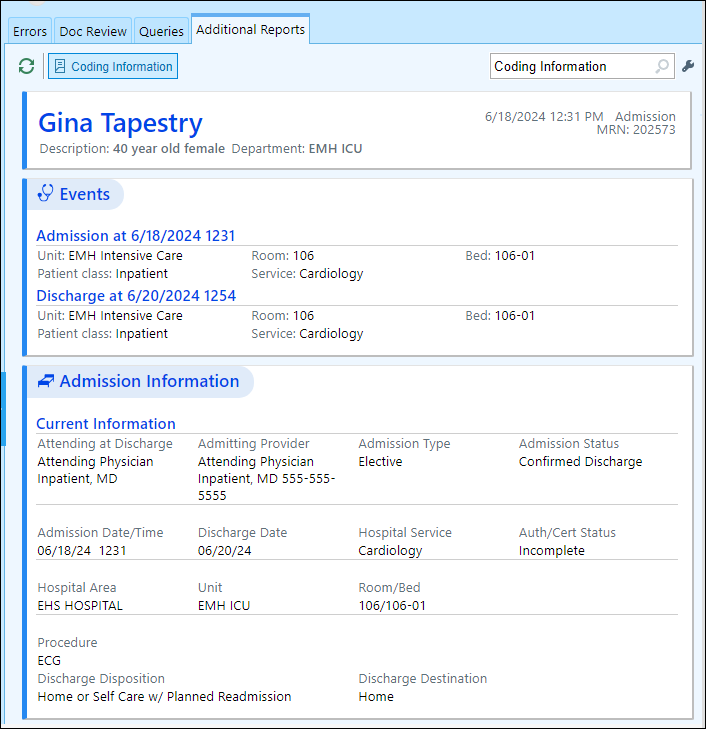 Errors Doc Review Queries Additional Reports
Coding Information Coding Information
Gina Tapestry
6/18/2024 12:31 PM Admission
MRN: 202573
Description: 40 year old female Department: EMH ICU
Events
Admission at 6/18/2024 1231
Unit: EMH Intensive Care Room: 106 Bed: 106-01
Patient class: Inpatient Service: Cardiology
Discharge at 6/20/2024 1254
Unit: EMH Intensive Care Room: 106 Bed: 106-01
Patient class: Inpatient Service: Cardiology
Admission Information
Current Information
Attending at Discharge Admitting Provider Admission Type Admission Status
Attending Physician Attending Physician Elective Confirmed Discharge
Inpatient, MD Inpatient, MD 555-555-
5555
Admission Date/Time Discharge Date Hospital Service Auth/Cert Status
06/18/24 1231 06/20/24 Cardiology Incomplete
Hospital Area Unit Room/Bed
EHS HOSPITAL EMH ICU 106/106-01
Procedure
ECG
Discharge Disposition Discharge Destination
Home or Self Care w/ Planned Readmission Home